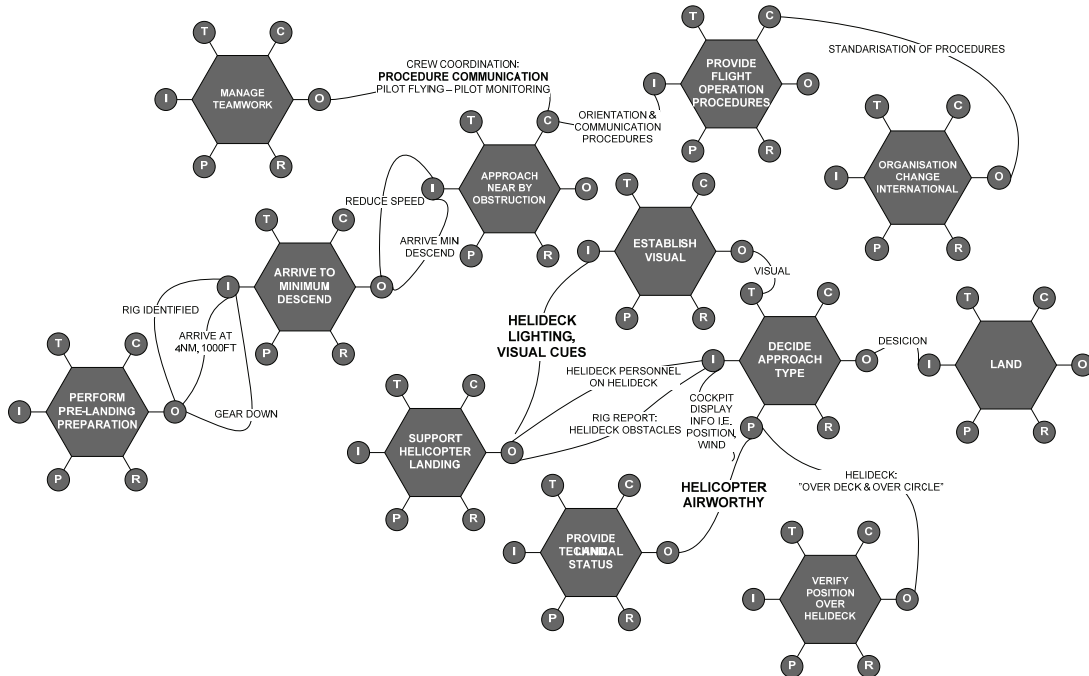 T
C
I
MANAGE
TEAMWORK
O
P
R
CREW COORDINATION:
PROCEDURE COMMUNICATION
PILOT FLYING – PILOT MONITORING
T
C
I
PROVIDE
FLIGHT
OPERATION
PROCEDURES
O
P
R
STANDARISATION OF PROCEDURES
ORIENTATION &
COMMUNICATION
PROCEDURES
T
C
I
APPROACH
NEAR BY
OBSTRUCTION
O
P
R
T
C
I
ORGANISATION
CHANGE
INTERNATIONAL
O
P
R
REDUCE SPEED
ARRIVE MIN
DESCEND
T
C
I
ARRIVE TO
MINIMUM
DESCEND
O
P
R
T
C
I
ESTABLISH
VISUAL
O
P
R
VISUAL
RIG IDENTIFIED
ARRIVE AT
4NM, 1000FT
GEAR DOWN
T
C
I
PERFORM
PRE-LANDING
PREPARATION
O
P
R
HELIDECK
LIGHTING,
VISUAL CUES
T
C
I
DECIDE
APPROACH
TYPE
O
P
R
DESICION
T
C
I
LAND
O
P
R
HELIDECK PERSONNEL
ON HELIDECK
RIG REPORT:
HELIDECK OBSTACLES
COCKPIT
DISPLAY
INFO I.E.
POSITION,
WIND
T
C
I
SUPPORT
HELICOPTER
LANDING
O
P
R
HELICOPTER
AIRWORTHY
HELIDECK:
"OVER DECK & OVER CIRCLE"
T
C
I
PROVIDE
STATUS
O
P
R
T
C
I
VERIFY
POSITION
OVER
HELIDECK
O
P
R